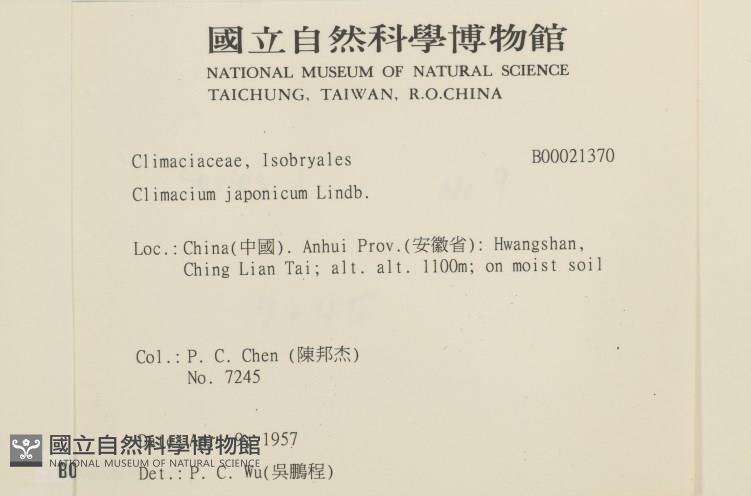 國立自然科學博物館
NATIONAL MUSEUM OF NATURAL SCIENCE
TAICHUNG, TAIWAN, R.O.CHINA
Climaciaceae, Isobryales B00021370
Climacium japonicum Lindb.
Loc.: China(中國). Anhui Prov.(安徽省): Hwangshan,
Ching Lian Tai; alt. alt. 1100m; on moist soil
7245
Col.: P. C. Chen (陳邦杰)
No. 7245
1957
國立自然科學博物館
NATIONAL MUSEUM OF NATURAL SCIENCE
B0
Det.: P. C. Wu(吳鵬程)